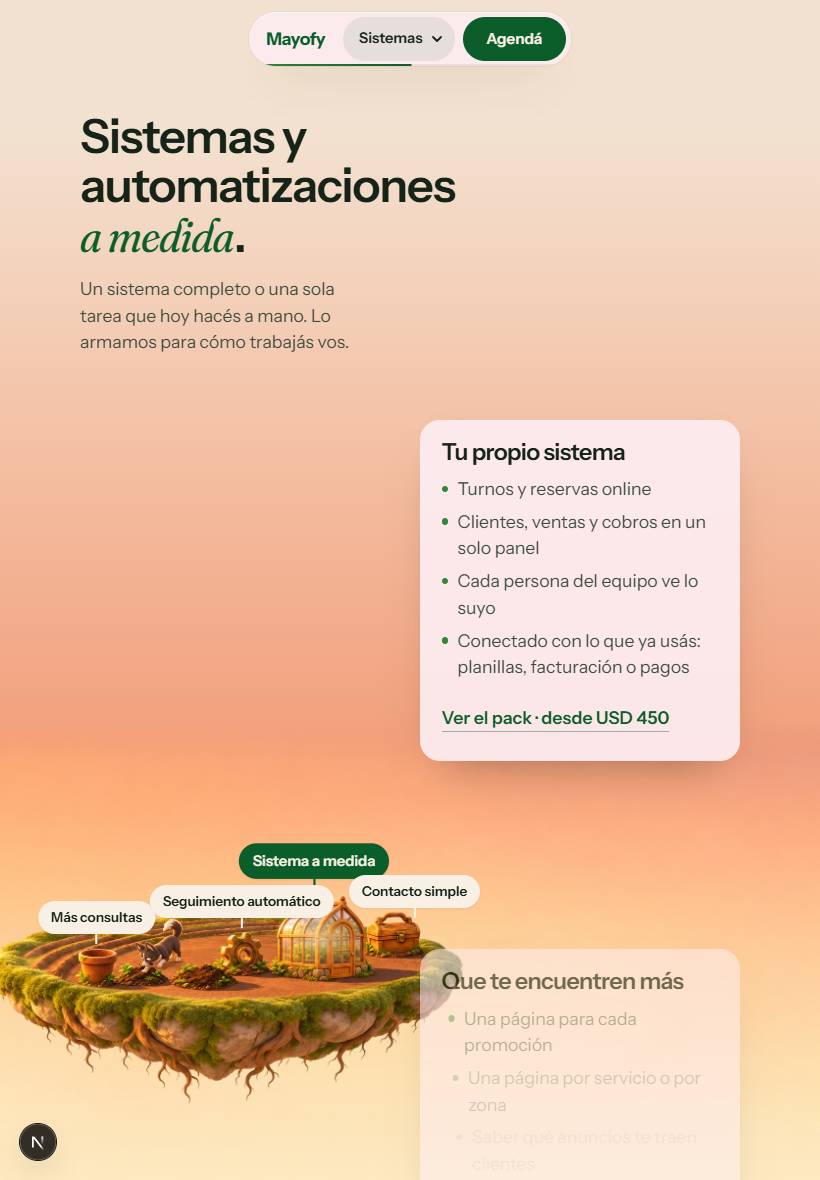 Mayofy
Sistemas
Agendá
Sistemas y
automatizaciones
a medida.
Un sistema completo o una sola
tarea que hoy hacés a mano. Lo
armamos para cómo trabajás vos.
Tu propio sistema
Turnos y reservas online
Clientes, ventas y cobros en un
solo panel
Cada persona del equipo ve lo
suyo
Conectado con lo que ya usás:
planillas, facturación o pagos
Ver el pack · desde USD 450
Sistema a medida
Contacto simple
Seguimiento automático
Más consultas
Que te encuentren más
Una página para cada
promoción
Una página por servicio o por
zona
Saber qué anuncios te traen
clientes
N